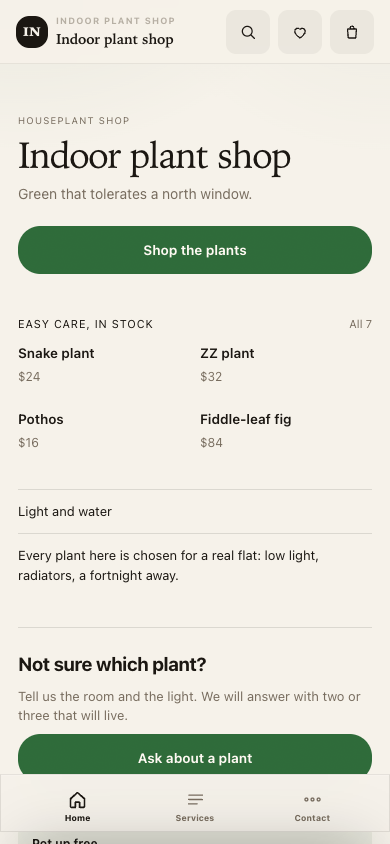 IN
INDOOR PLANT SHOP
Indoor plant shop
HOUSEPLANT SHOP
Indoor plant shop
Green that tolerates a north window.
Shop the plants
EASY CARE, IN STOCK
All 7
Snake plant
ZZ plant
$24
$32
Pothos
Fiddle-leaf fig
$16
$84
Light and water
Every plant here is chosen for a real flat: low light,
radiators, a fortnight away.
Not sure which plant?
Tell us the room and the light. We will answer with two or
three that will live.
Ask about a plant
Home
Services
Contact
Pot up free